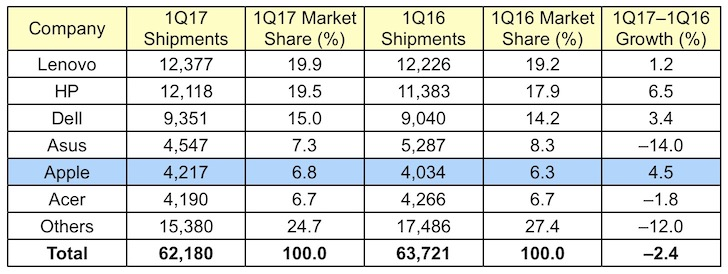 Company 1Q17 Shipments 1Q17 Market Share (%) 1Q16 Shipments 1Q16 Market Share (%) 1Q17–1Q16 Growth (%)
Lenovo 12,377 19.9 12,226 19.2 1.2
HP 12,118 19.5 11,383 17.9 6.5
Dell 9,351 15.0 9,040 14.2 3.4
Asus 4,547 7.3 5,287 8.3 –14.0
Apple 4,217 6.8 4,034 6.3 4.5
Acer 4,190 6.7 4,266 6.7 –1.8
Others 15,380 24.7 17,486 27.4 –12.0
Total 62,180 100.0 63,721 100.0 –2.4